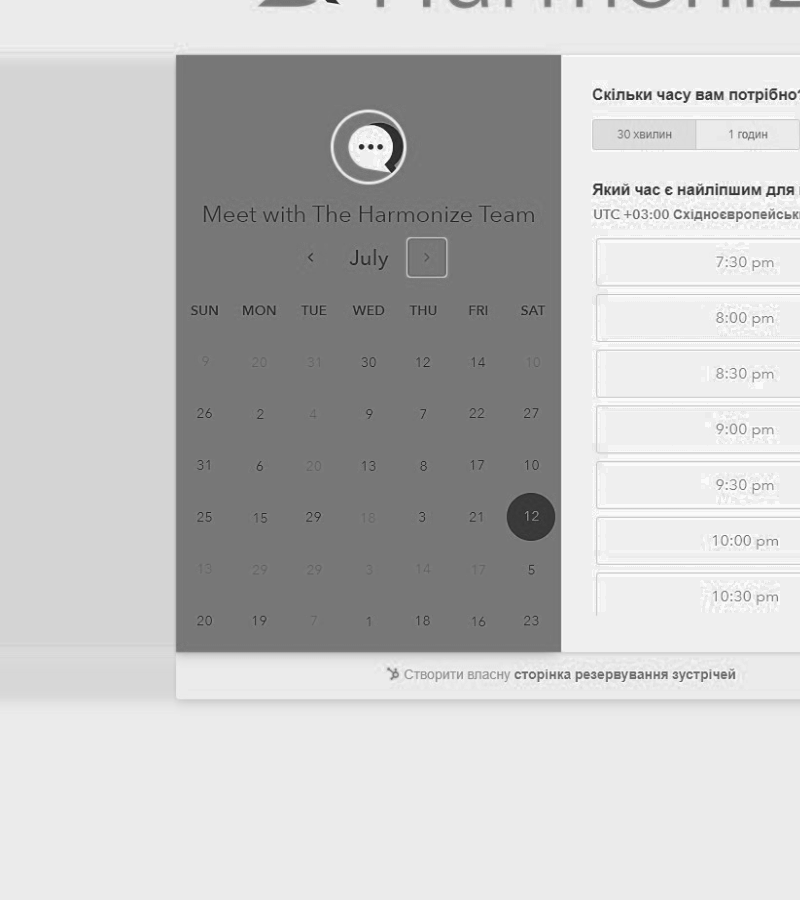 Harmoniz
Meet with The Harmonize Team
July
SUN MON TUE WED THU FRI SAT
9 20 31 30 12 14 10
26 2 4 9 7 22 27
31 6 20 13 8 17 10
25 15 29 18 3 21 12
13 29 29 3 14 17 5
20 19 7 1 18 16 23
Скільки часу вам потрібно?
30 хвилин 1 годин
Який час є найліпшим для
UTC +03:00 Східноєвропейськ
7:30 pm
8:00 pm
8:30 pm
9:00 pm
9:30 pm
10:00 pm
10:30 pm
Створити власну сторінка резервування зустрічей